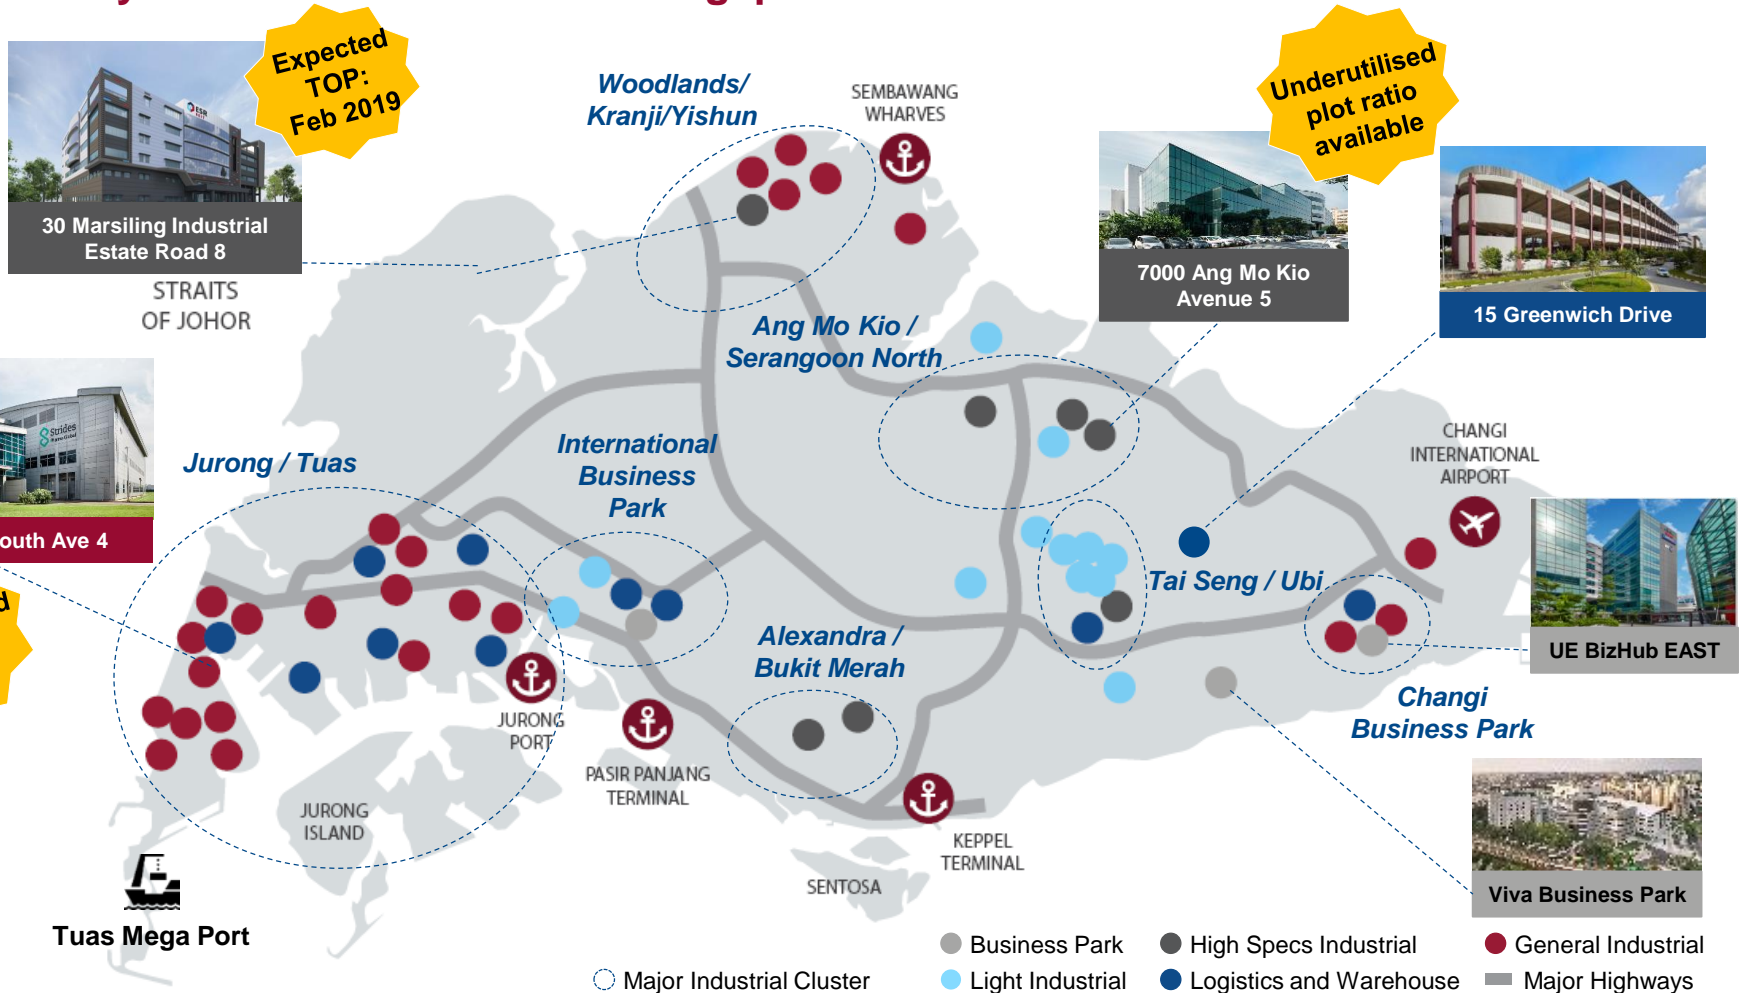 Expected
TOP:
Feb 2019
30 Marsiling Industrial
Estate Road 8
STRAITS
OF JOHOR
Woodlands/
Kranji/Yishun
SEMBAWANG
WHARVES
Underutilised
plot ratio
available
7000 Ang Mo Kio
Avenue 5
15 Greenwich Drive
Ang Mo Kio /
Serangoon North
Strides
outh Ave 4
Jurong / Tuas
International
Business
Park
CHANGI
INTERNATIONAL
AIRPORT
Tai Seng / Ubi
UE BizHub EAST
Alexandra /
Bukit Merah
Changi
Business Park
JURONG
PORT
PASIR PANJANG
TERMINAL
JURONG
ISLAND
KEPPEL
TERMINAL
SENTOSA
Viva Business Park
Tuas Mega Port
Business Park
High Specs Industrial
General Industrial
Major Industrial Cluster
Light Industrial
Logistics and Warehouse
Major Highways